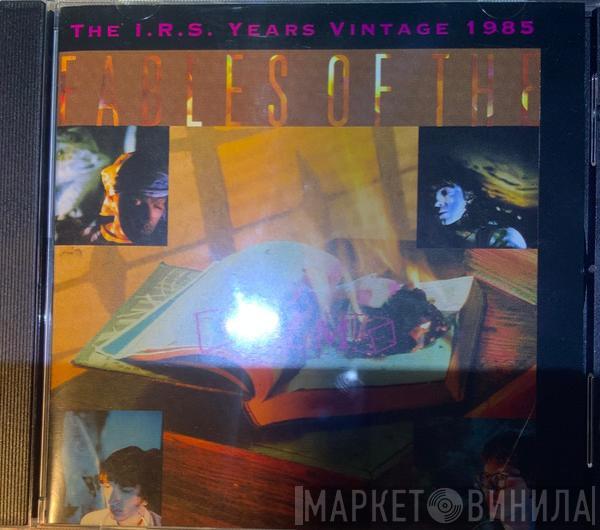 THE I.R.S. YEARS VINTAGE 1985
FABLES OF THE
МАРКЕТ ВИНИЛА